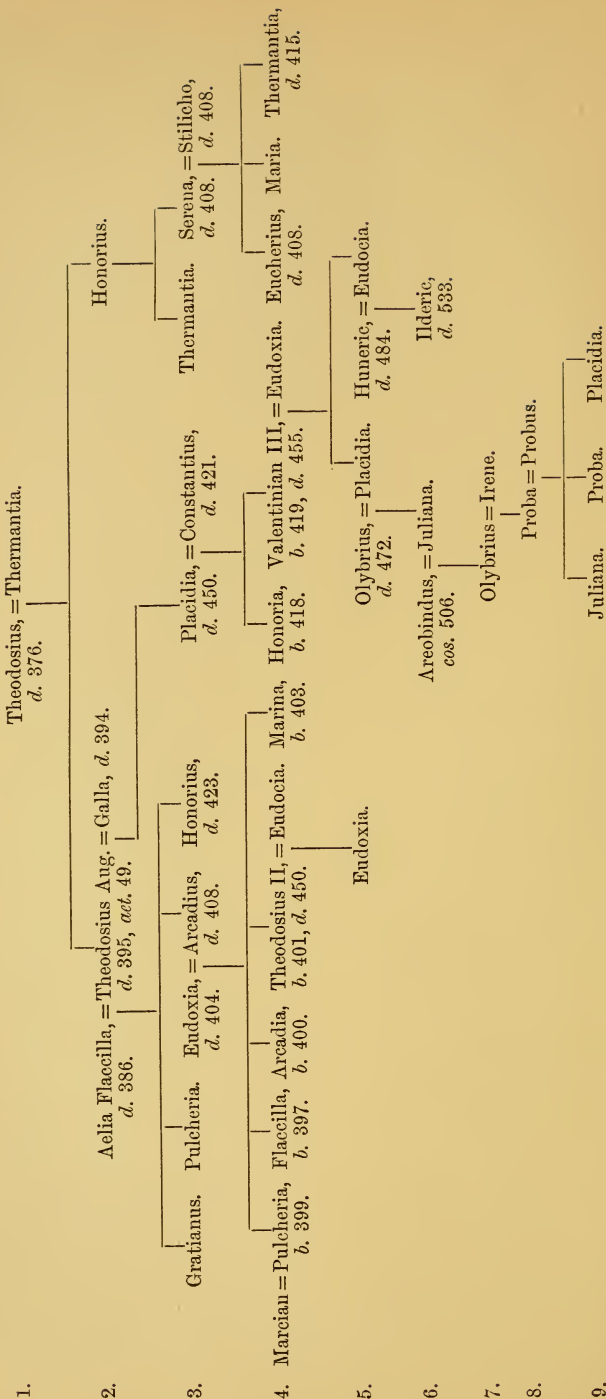 1.
Theodosius, = Thermantia.
d. 376.
2.
Aelia Flaccilla, = Theodosius Aug. = Galla, d. 394.
d. 386.
d. 395, act. 49.
Honorius.
3.
Gratianus. Pulcheria. Eudoxia, = Arcadius, Honorius,
d. 404. d. 408. d. 423.
Placidia, = Constantius,
d. 450. d. 421.
Thermantia. Serena, = Stilicho,
d. 408. d. 408.
4.
Marcian = Pulcheria, Flaccilla, Arcadia, Theodosius II, = Eudocia. Marina,
b. 399. b. 397. b. 400. b. 401, d. 450. b. 403.
Honoria, Valentinian III, = Eudoxia.
b. 418. b. 419, d. 455.
Eucherius, Maria. Thermantia,
d. 408. d. 415.
5.
Eudoxia.
Olybrius, = Placidia. Huneric, = Eudocia.
d. 472. d. 484.
6.
Areobindus, = Juliana.
cos. 506.
Ilderic,
d. 533.
7.
Olybrius = Irene.
8.
Proba = Probus.
9.
Juliana. Proba. Placidia.